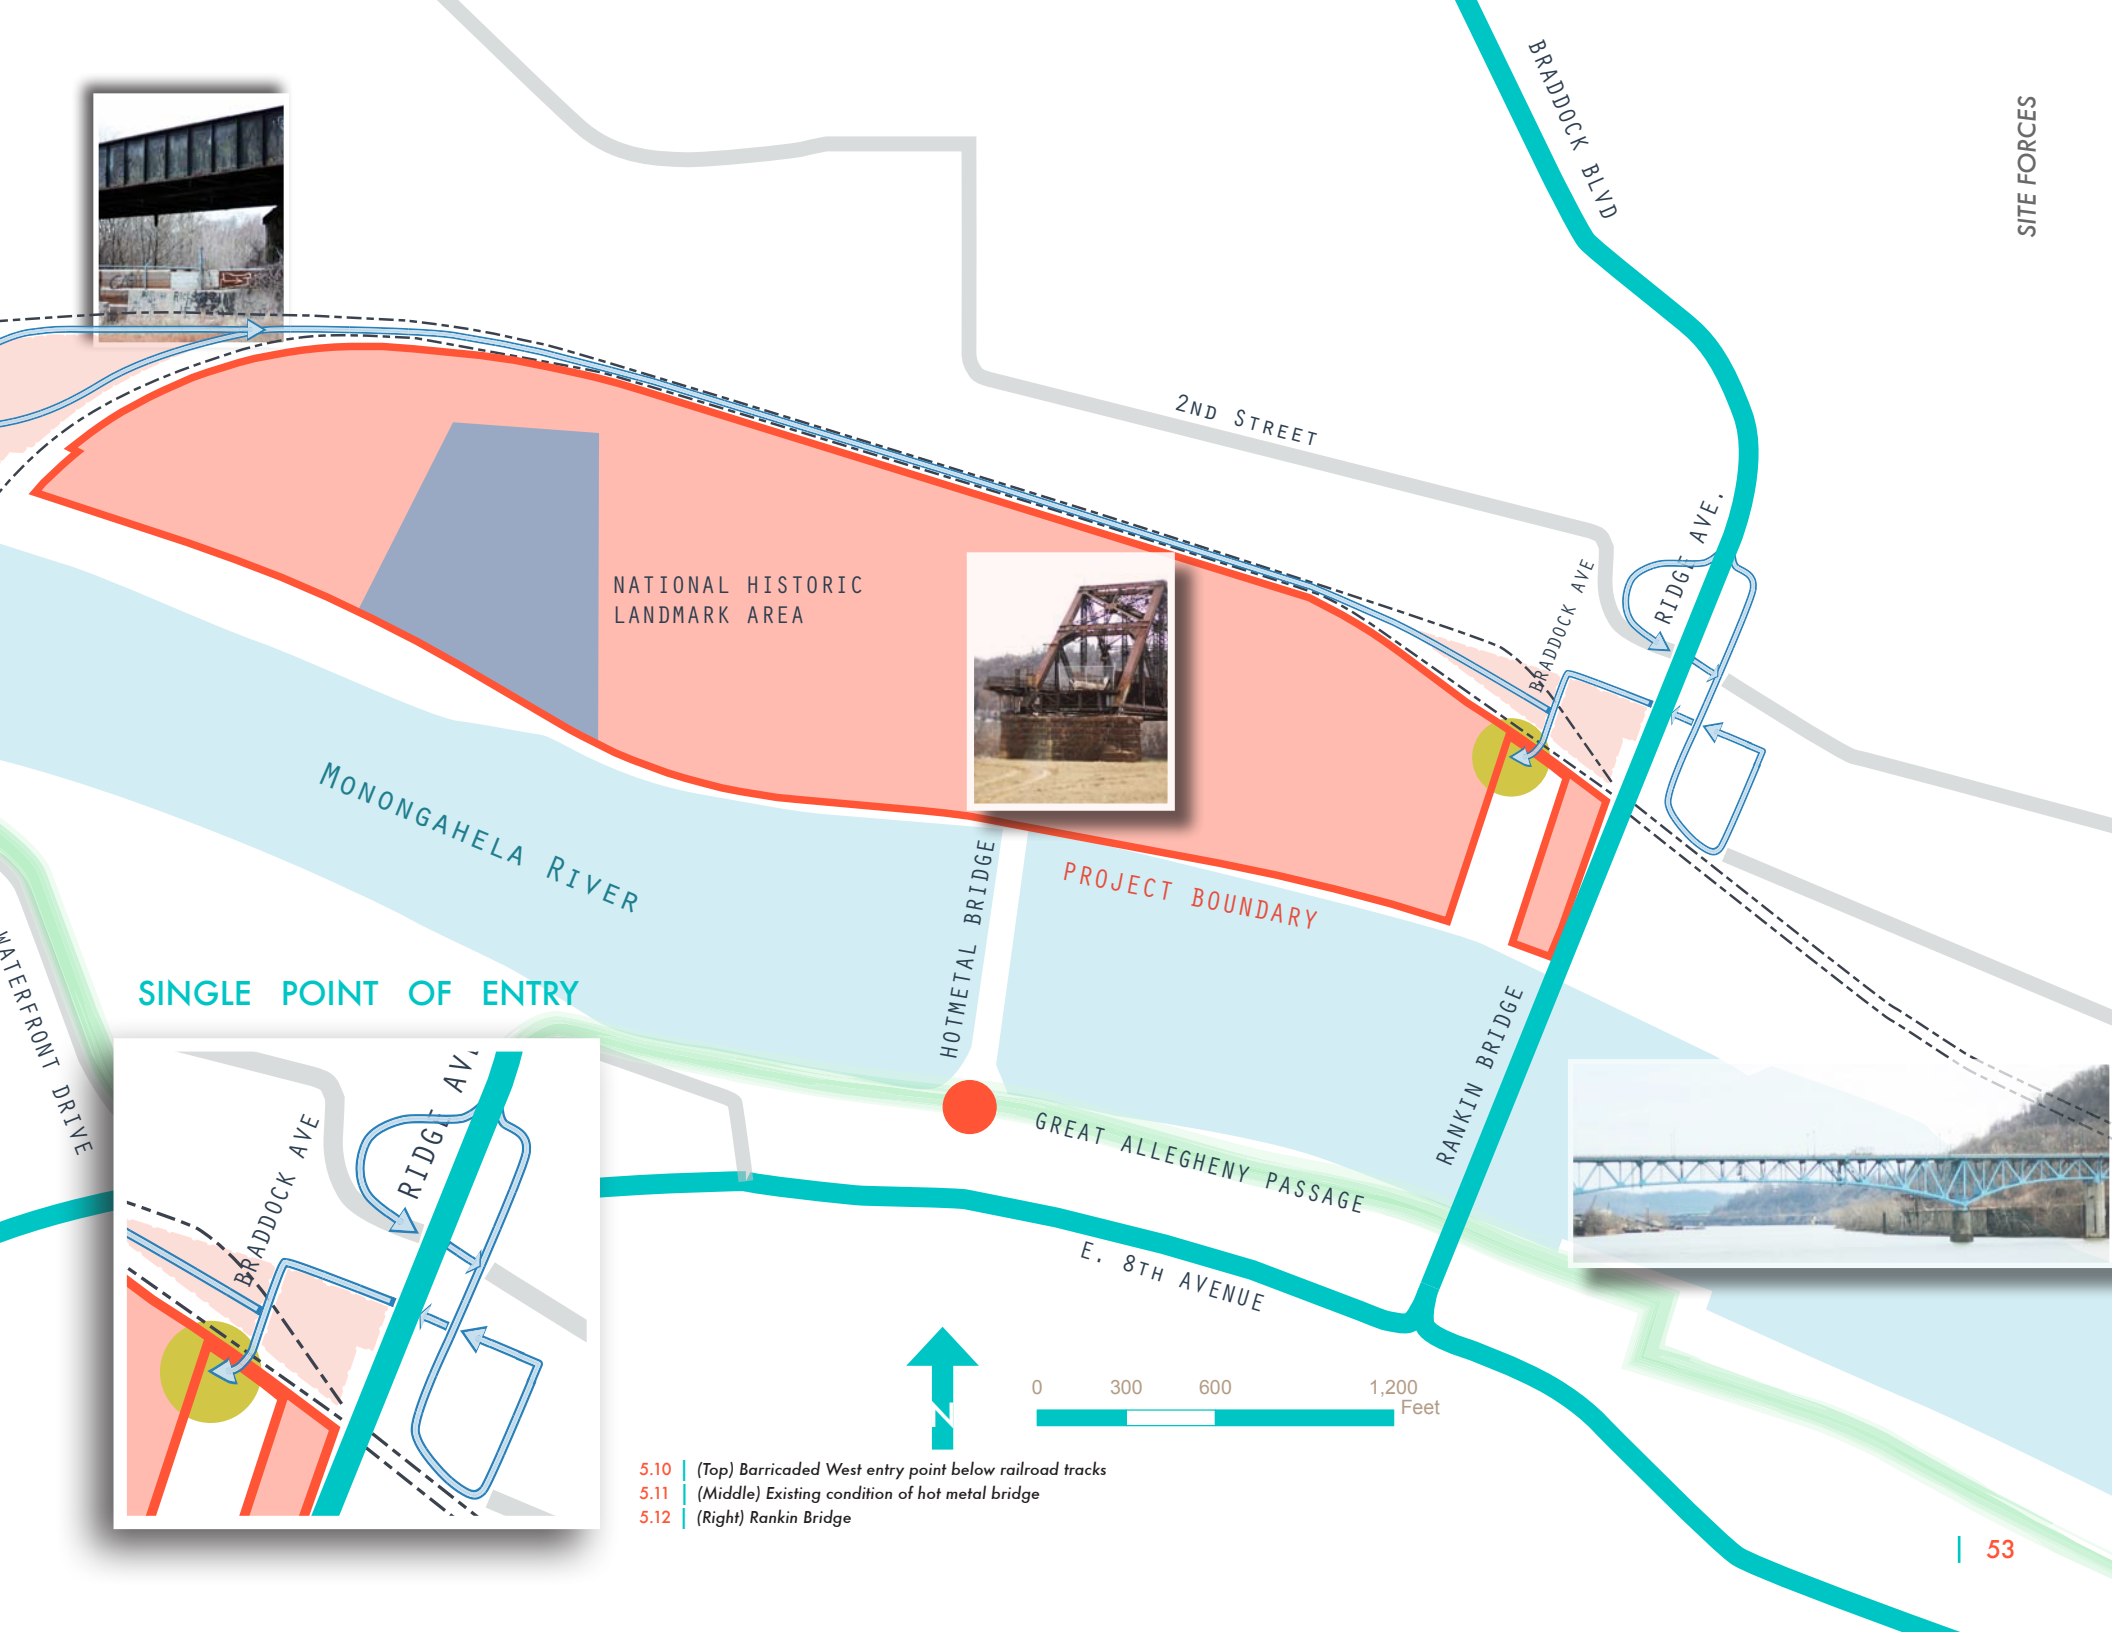 SITE FORCES
BRADDOCK BLVD
2ND STREET
RIDGE AVE.
BRADDOCK AVE
NATIONAL HISTORIC
LANDMARK AREA
MONONGAHELA RIVER
HOTMETAL BRIDGE
PROJECT BOUNDARY
WATERFRONT DRIVE
SINGLE POINT OF ENTRY
RIDGE AVE
BRADDOCK AVE
RANKIN BRIDGE
GREAT ALLEGHENY PASSAGE
E. 8TH AVENUE
N
0 300 600 1,200
Feet
5.10 | (Top) Barricaded West entry point below railroad tracks
5.11 | (Middle) Existing condition of hot metal bridge
5.12 | (Right) Rankin Bridge
| 53